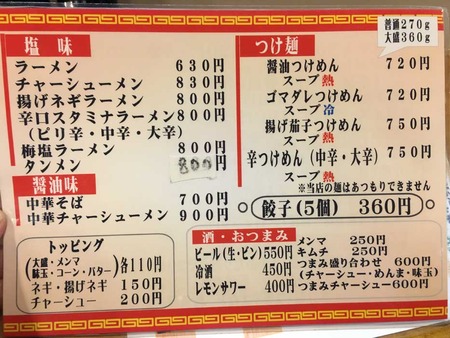 普通270g
大盛360g
塩味
ラーメン 630円
チャーシューメン 830円
揚げネギラーメン 800円
辛口スタミナラーメン 800円
(ピリ辛・中辛・大辛)
梅塩ラーメン 800円
タンメン 800円
醤油味
中華そば 700円
中華チャーシューメン 900円
トッピング
(大盛・メンマ
味玉・コーン・バター) 各110円
ネギ・揚げネギ 150円
チャーシュー 200円
つけ麺
醤油つけめん 720円
スープ熱
ゴマダレつけめん 720円
スープ冷
揚げ茄子つけめん 750円
スープ熱
辛つけめん(中辛・大辛) 750円
スープ熱
※当店の麺はあつもりできません
餃子(5個) 360円
酒・おつまみ
ビール(生・ビン)550円
冷酒 450円
レモンサワー 400円
メンマ 250円
キムチ 250円
つまみ盛り合わせ 600円
(チャーシュー・めんま・味玉)
つまみチャーシュー600円